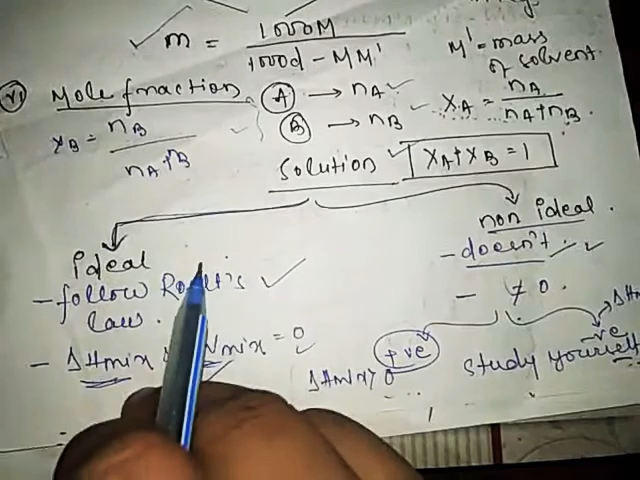 m = 1000M / 1000d - MM'
M' = mass of solvent.
vi) Mole fraction
A → nA
B → nB
xB = nB / nA + nB
xA = nA / nA + nB
xA + xB = 1
Solution
ideal
- follow Raoult's
law.
- ΔHmix
Vmix = 0
non ideal.
- doesn't
- ≠ 0.
+ve
ΔHmix > 0
-ve
study yourself